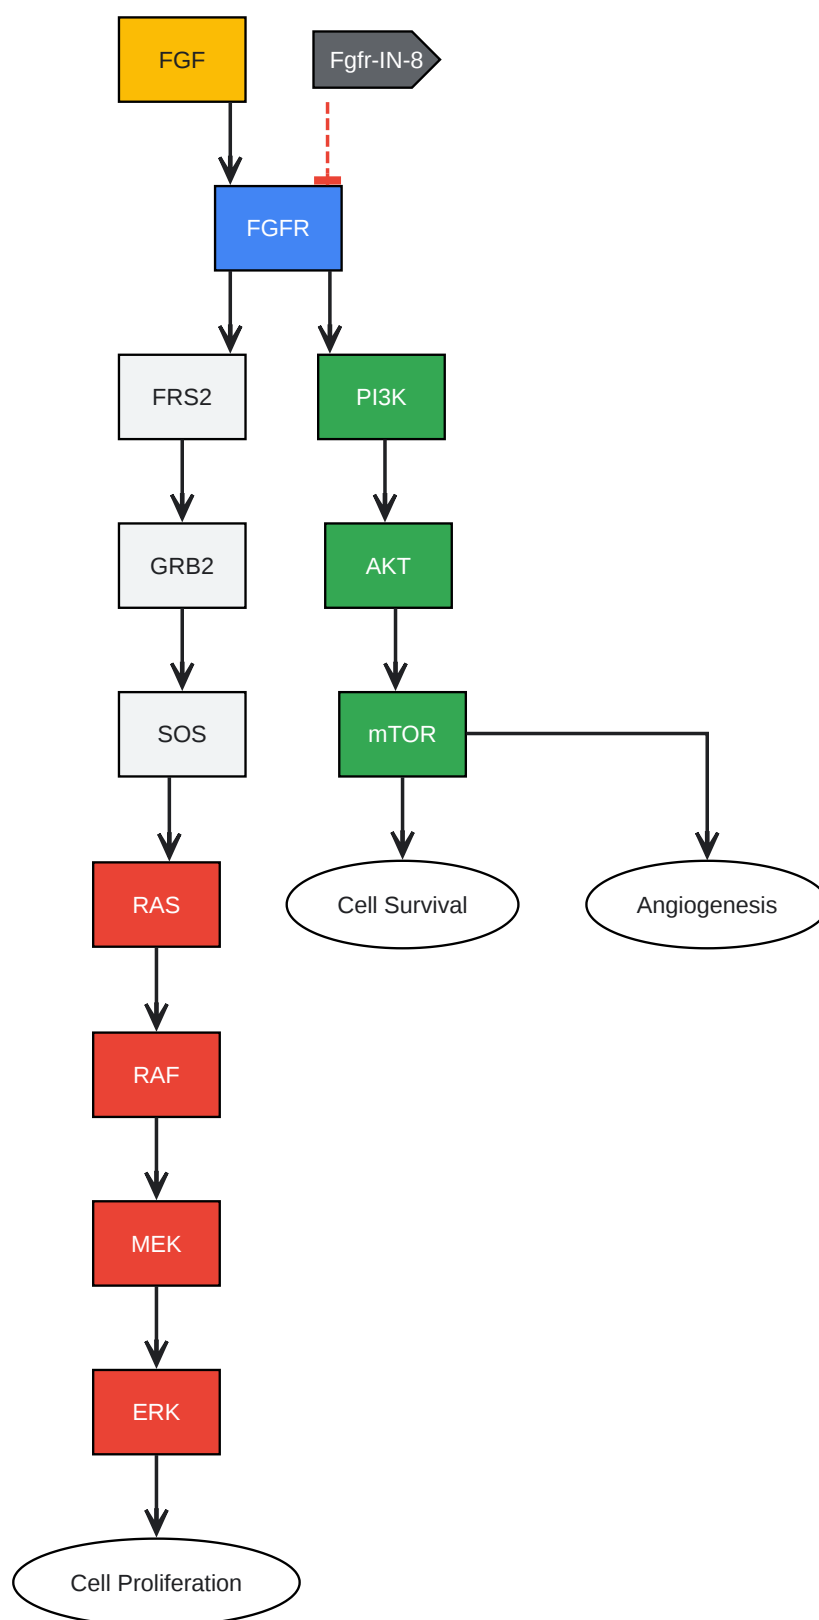 FGF
Fgfr-IN-8
FGFR
FRS2
PI3K
GRB2
AKT
SOS
mTOR
RAS
Cell Survival
Angiogenesis
RAF
MEK
ERK
Cell Proliferation